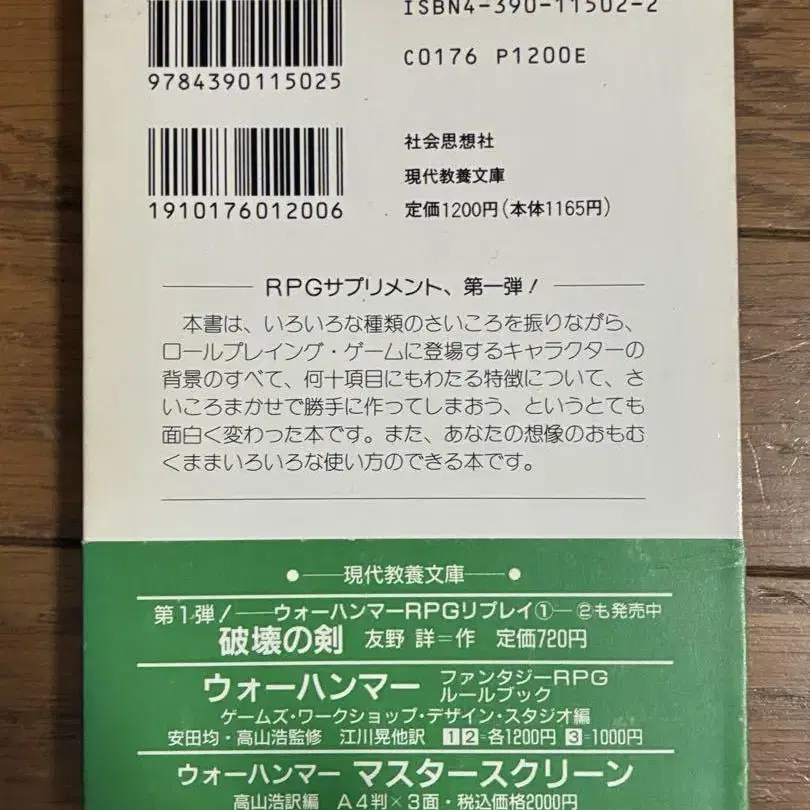 ISBN4-390-11502-2
C0176 P1200E
9784390115025
社会思想社
現代教養文庫
1910176012006
定価1200円(本体1165円)
RPGサプリメント、第一弾!
本書は、いろいろな種類のさいころを振りながら、
ロールプレイング・ゲームに登場するキャラクターの
背景のすべて、何十項目にもわたる特徴について、さ
いころまかせで勝手に作ってしまおう、というとても
面白く変わった本です。また、あなたの想像のおもむ
くままいろいろな使い方のできる本です。
●──現代教養文庫──●
第1弾!──ウォーハンマーRPGリプレイ①─②も発売中
破壊の剣 友野 詳=作 定価720円
ウォーハンマー ファンタジーRPG
ルールブック
ゲームズ・ワークショップ・デザイン・スタジオ編
安田均・高山浩監修 江川晃他訳 12=各1200円 3=1000円
ウォーハンマー マスタースクリーン
高山浩訳編 A4判×3面・税込価格2000円